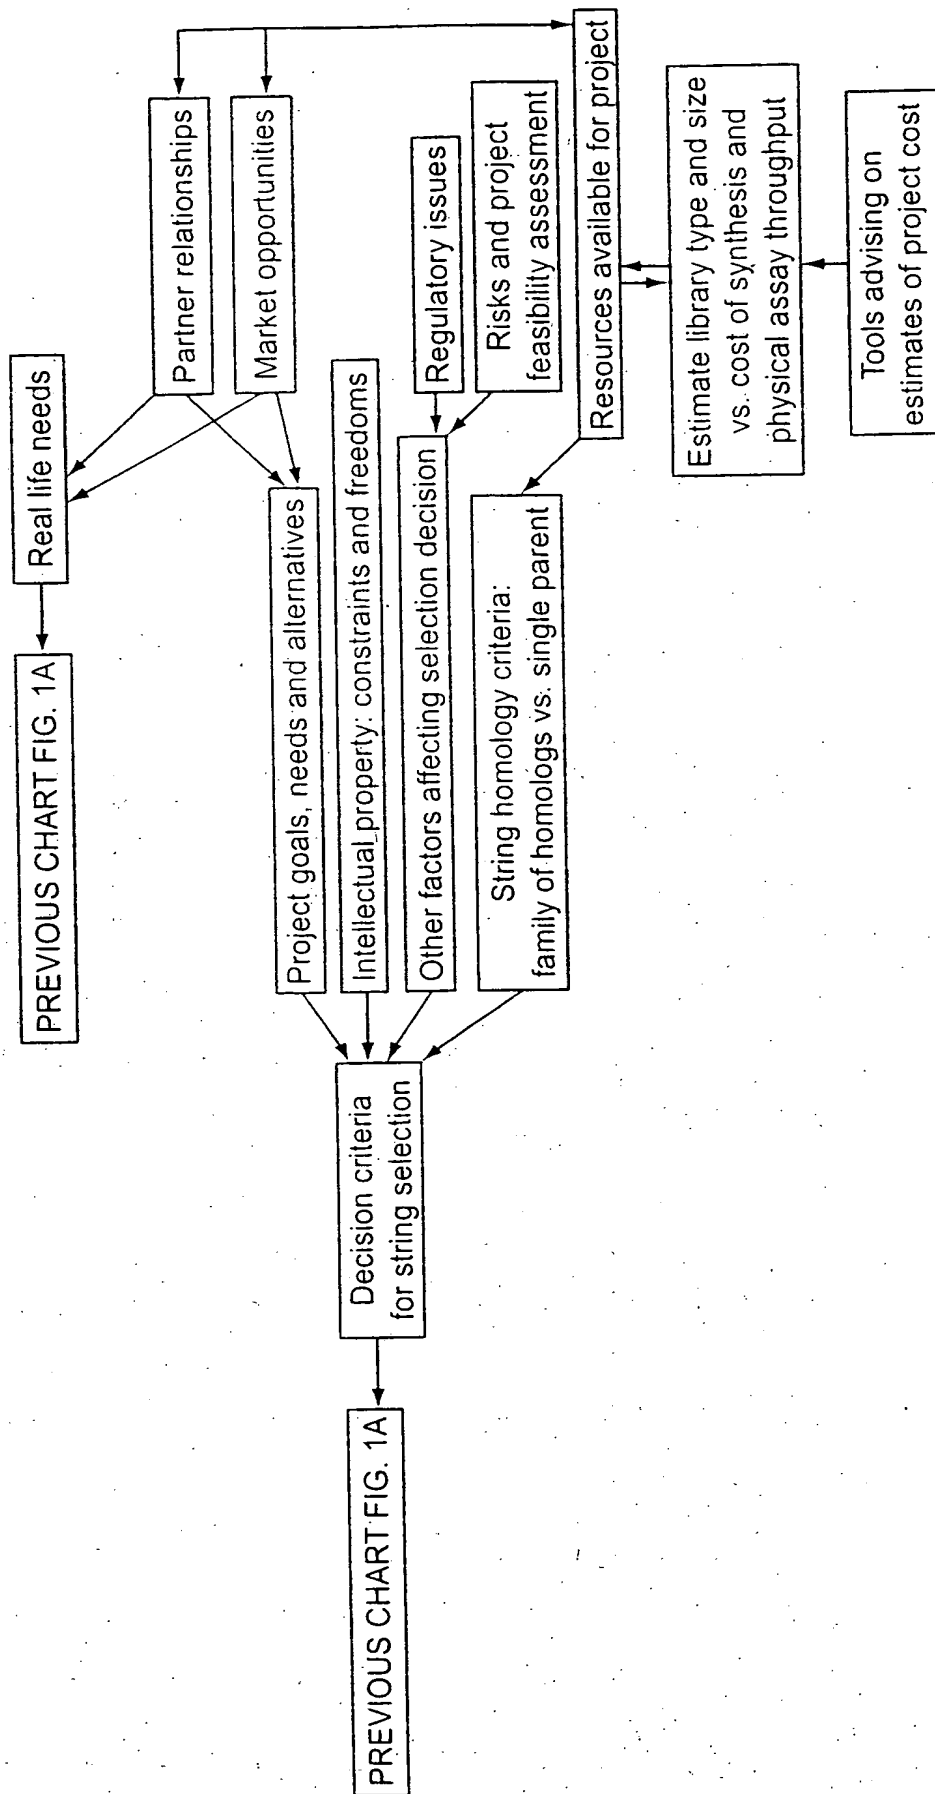 PREVIOUS CHART FIG. 1A
Real life needs
Partner relationships
Market opportunities
Project goals, needs and alternatives
Intellectual property: constraints and freedoms
Regulatory issues
Other factors affecting selection decision
Risks and project
feasibility assessment
String homology criteria:
family of homologs vs. single parent
Resources available for project
Decision criteria
for string selection
PREVIOUS CHART FIG. 1A
Estimate library type and size
vs. cost of synthesis and
physical assay throughput
Tools advising on
estimates of project cost